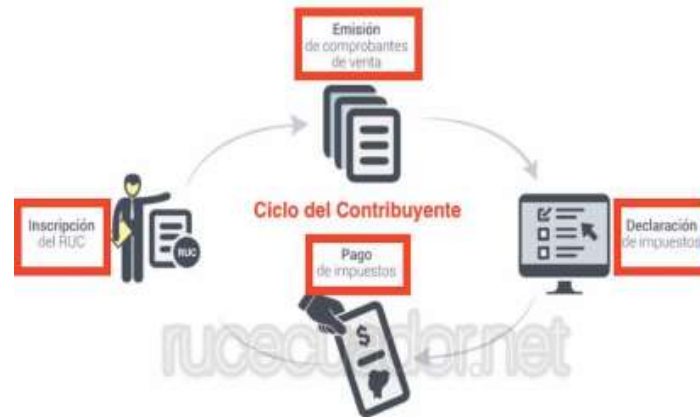 Emisión
de comprobantes
de venta
Ciclo del Contribuyente
Inscripción
del RUC
RUC
Declaración
de impuestos
Pago
de impuestos
$
rucecuador.net